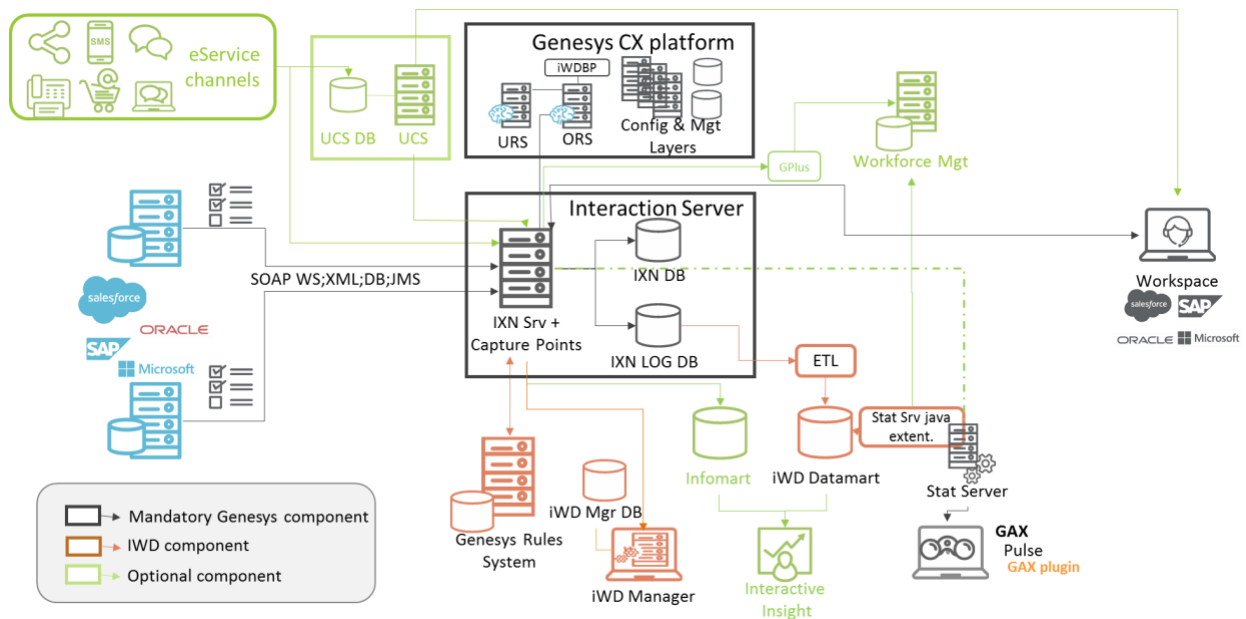 SMS
eService
channels
UCS DB
UCS
Genesys CX platform
iWDBP
URS
ORS
Config & Mgt
Layers
GPlus
Workforce Mgt
salesforce
ORACLE
SAP
Microsoft
SOAP WS;XML;DB;JMS
Interaction Server
IXN Srv +
Capture Points
IXN DB
IXN LOG DB
Workspace
salesforce
SAP
ORACLE
Microsoft
ETL
Stat Srv java
extent.
Infomart
iWD Datamart
Stat Server
Genesys Rules
System
iWD Mgr DB
iWD Manager
Interactive
Insight
GAX
Pulse
GAX plugin
Mandatory Genesys component
IWD component
Optional component